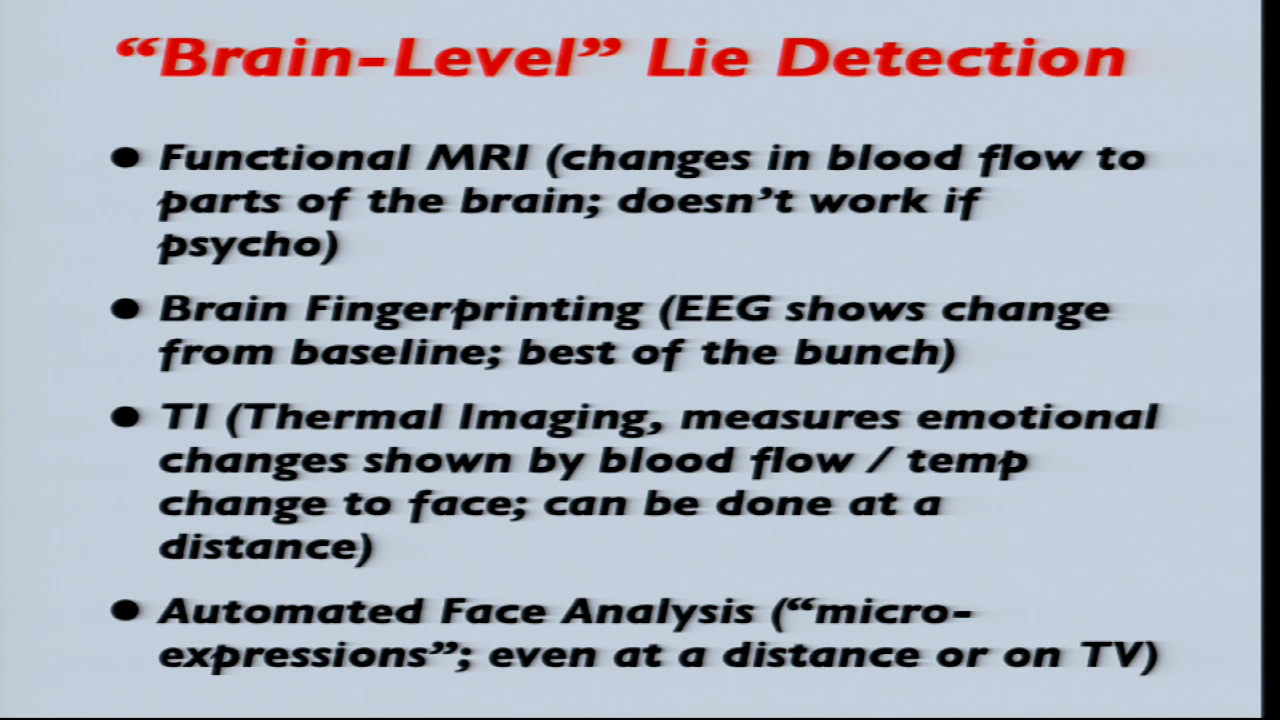 “Brain-Level” Lie Detection
● Functional MRI (changes in blood flow to
parts of the brain; doesn’t work if
psycho)
● Brain Fingerprinting (EEG shows change
from baseline; best of the bunch)
● TI (Thermal Imaging, measures emotional
changes shown by blood flow / temp
change to face; can be done at a
distance)
● Automated Face Analysis (“micro-
expressions”; even at a distance or on TV)